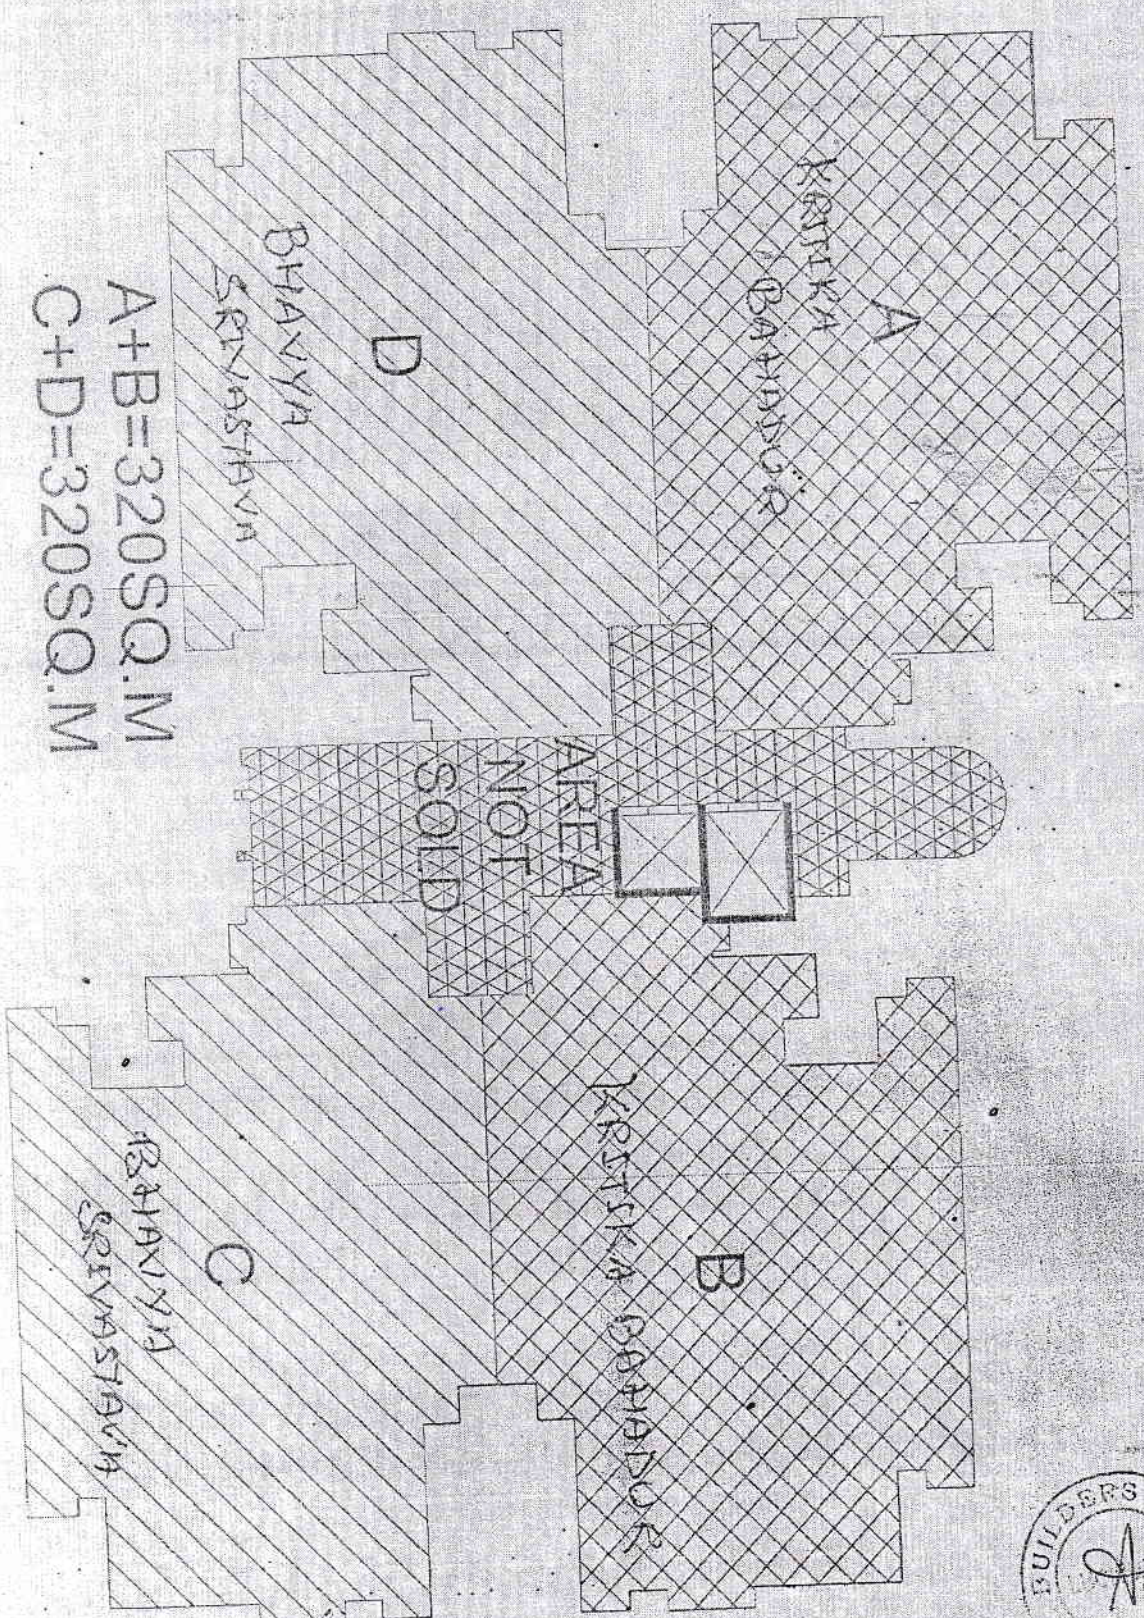 A
KRITIKA
BAHADUR
B
KRITIKA BAHADUR
D
BHAVYA
SRIVASTAVA
C
BHAVYA
SRIVASTAVA
AREA
NOT
SOLD
A+B=320SQ.M
C+D=320SQ.M
BUILDERS